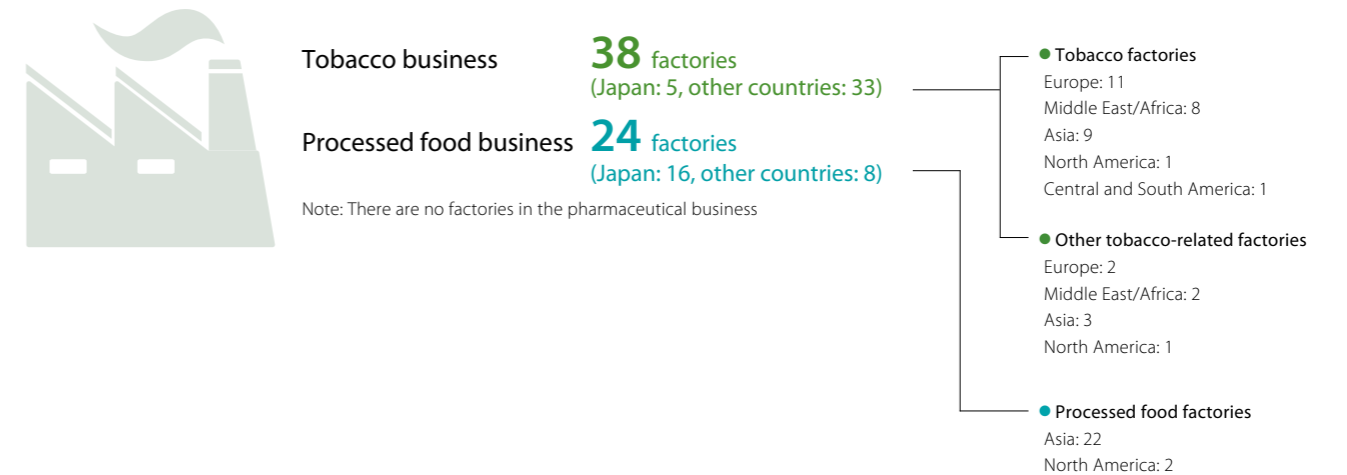 Tobacco business
38 factories
(Japan: 5, other countries: 33)
Processed food business
24 factories
(Japan: 16, other countries: 8)
Note: There are no factories in the pharmaceutical business
Tobacco factories
Europe: 11
Middle East/Africa: 8
Asia: 9
North America: 1
Central and South America: 1
Other tobacco-related factories
Europe: 2
Middle East/Africa: 2
Asia: 3
North America: 1
Processed food factories
Asia: 22
North America: 2